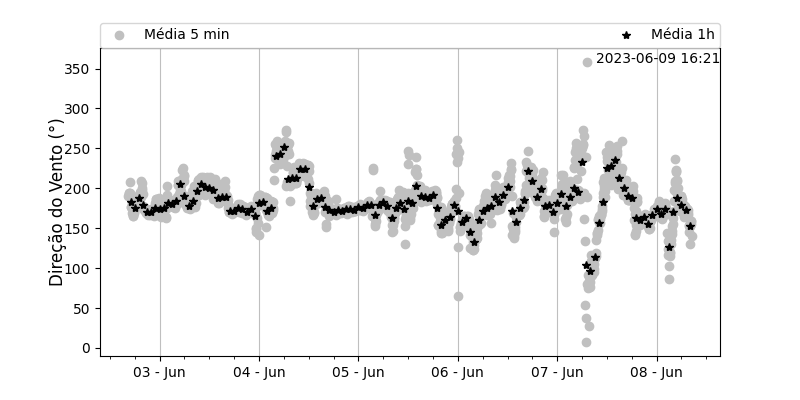 Média 5 min
Média 1h
2023-06-09 16:21
Direção do Vento (°)
350
300
250
200
150
100
50
0
03 - Jun
04 - Jun
05 - Jun
06 - Jun
07 - Jun
08 - Jun